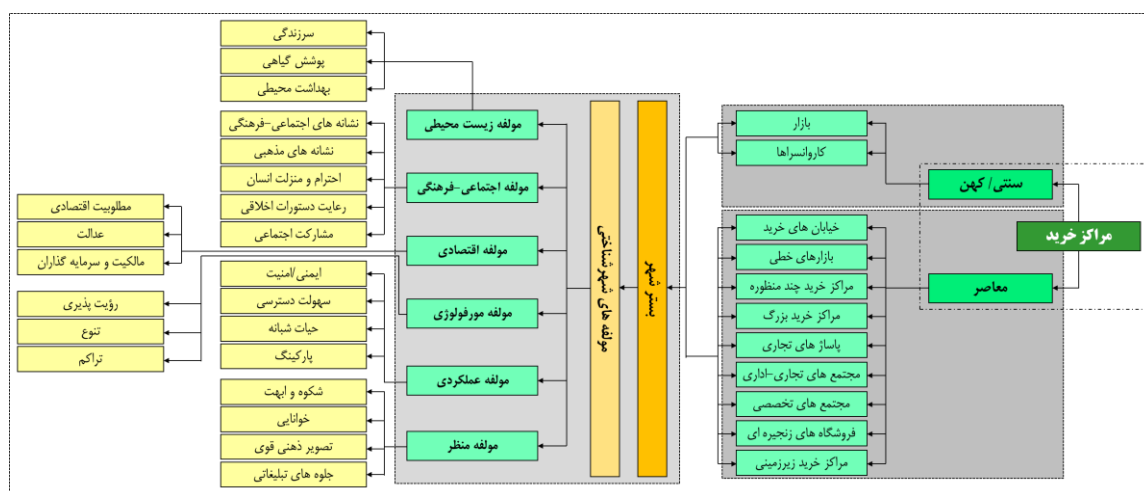 مراکز خرید
سنتی/ کهن
معاصر
بازار
کاروانسراها
خیابان های خرید
بازارهای خطی
مراکز خرید چند منظوره
مراکز خرید بزرگ
پاساژ های تجاری
مجتمع های تجاری-اداری
مجتمع های تخصصی
فروشگاه های زنجیره ای
مراکز خرید زیرزمینی
بستر شهر
مولفه های شهرشناختی
مولفه زیست محیطی
مولفه اجتماعی-فرهنگی
مولفه اقتصادی
مولفه مورفولوژی
مولفه عملکردی
مولفه منظر
سرزندگی
پوشش گیاهی
بهداشت محیطی
نشانه های اجتماعی-فرهنگی
نشانه های مذهبی
احترام و منزلت انسان
رعایت دستورات اخلاقی
مشارکت اجتماعی
ایمنی/امنیت
سهولت دسترسی
حیات شبانه
پارکینگ
شکوه و ابهت
خوانایی
تصویر ذهنی قوی
جلوه های تبلیغاتی
مطلوبیت اقتصادی
عدالت
مالکیت و سرمایه گذاران
رؤیت پذیری
تنوع
تراکم